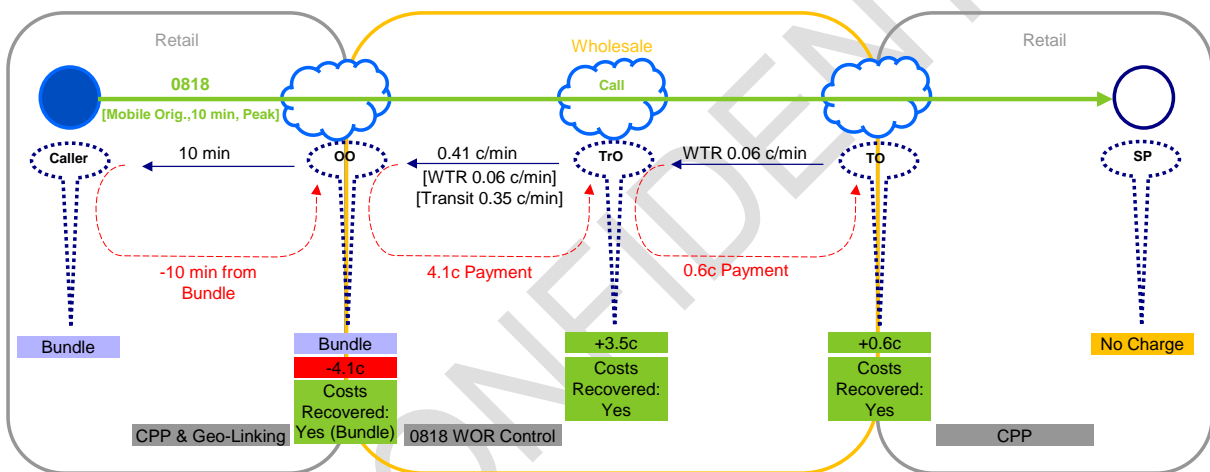 Retail
Wholesale
Retail
0818
Call
[Mobile Orig.,10 min, Peak]
Caller
10 min
OO
0.41 c/min
[WTR 0.06 c/min]
[Transit 0.35 c/min]
TrO
WTR 0.06 c/min
TO
SP
-10 min from
Bundle
4.1c Payment
0.6c Payment
Bundle
Bundle
-4.1c
Costs
Recovered:
Yes (Bundle)
+3.5c
Costs
Recovered:
Yes
+0.6c
Costs
Recovered:
Yes
No Charge
CPP & Geo-Linking
0818 WOR Control
CPP
ONFIDENT